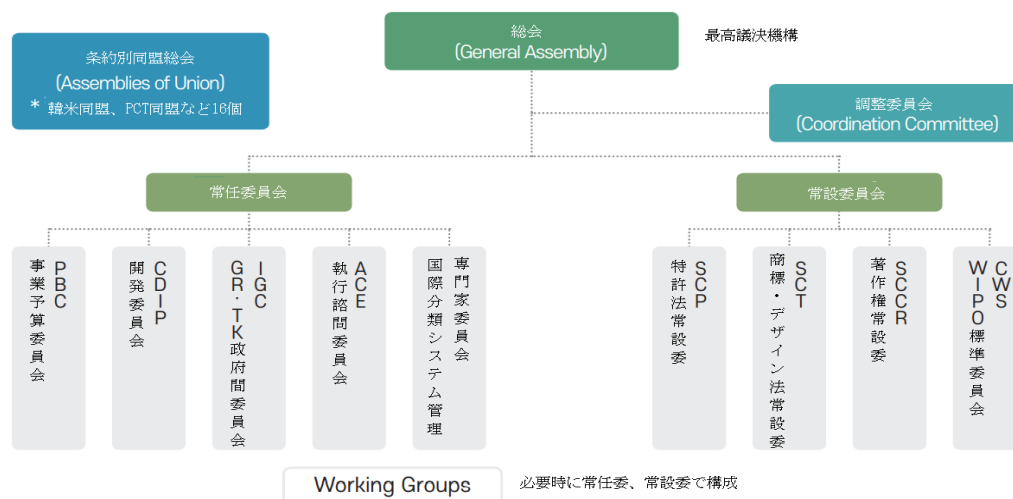 総会
(General Assembly)
最高議決機構
条約別同盟総会
(Assemblies of Union)
* 韓米同盟、PCT同盟など16個
調整委員会
(Coordination Committee)
常任委員会
常設委員会
PBC
事業予算委員会
CDIP
開発委員会
IGC
GR·TK政府間委員会
ACE
執行諮問委員会
専門家委員会
国際分類システム管理
SCP
特許法常設委
SCT
商標・デザイン法常設委
SCCR
著作権常設委
CWS
WIPO標準委員会
Working Groups
必要時に常任委、常設委で構成